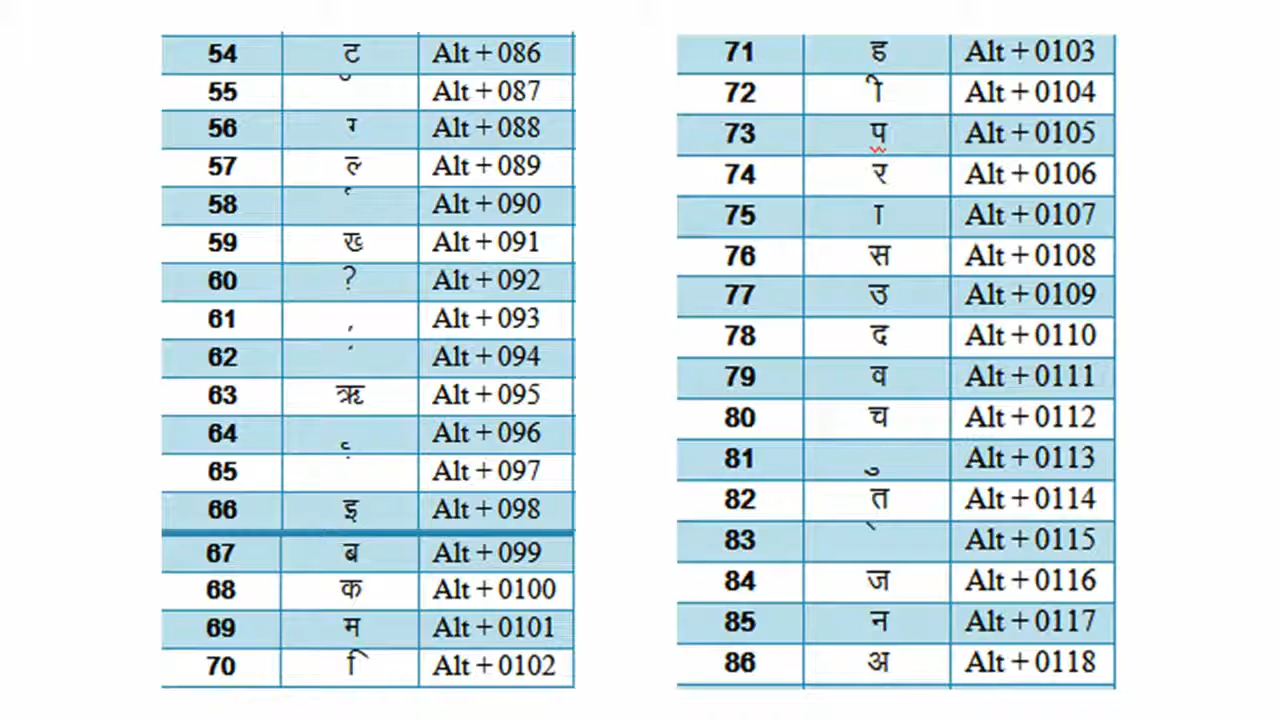 54 ट Alt + 086
55 ु Alt + 087
56 Alt + 088
57 ल् Alt + 089
58 Alt + 090
59 ख् Alt + 091
60 ? Alt + 092
61 Alt + 093
62 Alt + 094
63 ऋ Alt + 095
64 Alt + 096
65 Alt + 097
66 इ Alt + 098
67 ब Alt + 099
68 क Alt + 0100
69 म Alt + 0101
70 ि Alt + 0102
71 ह Alt + 0103
72 ी Alt + 0104
73 प Alt + 0105
74 र Alt + 0106
75 ा Alt + 0107
76 स Alt + 0108
77 उ Alt + 0109
78 द Alt + 0110
79 व Alt + 0111
80 च Alt + 0112
81 ु Alt + 0113
82 त Alt + 0114
83 े Alt + 0115
84 ज Alt + 0116
85 न Alt + 0117
86 अ Alt + 0118